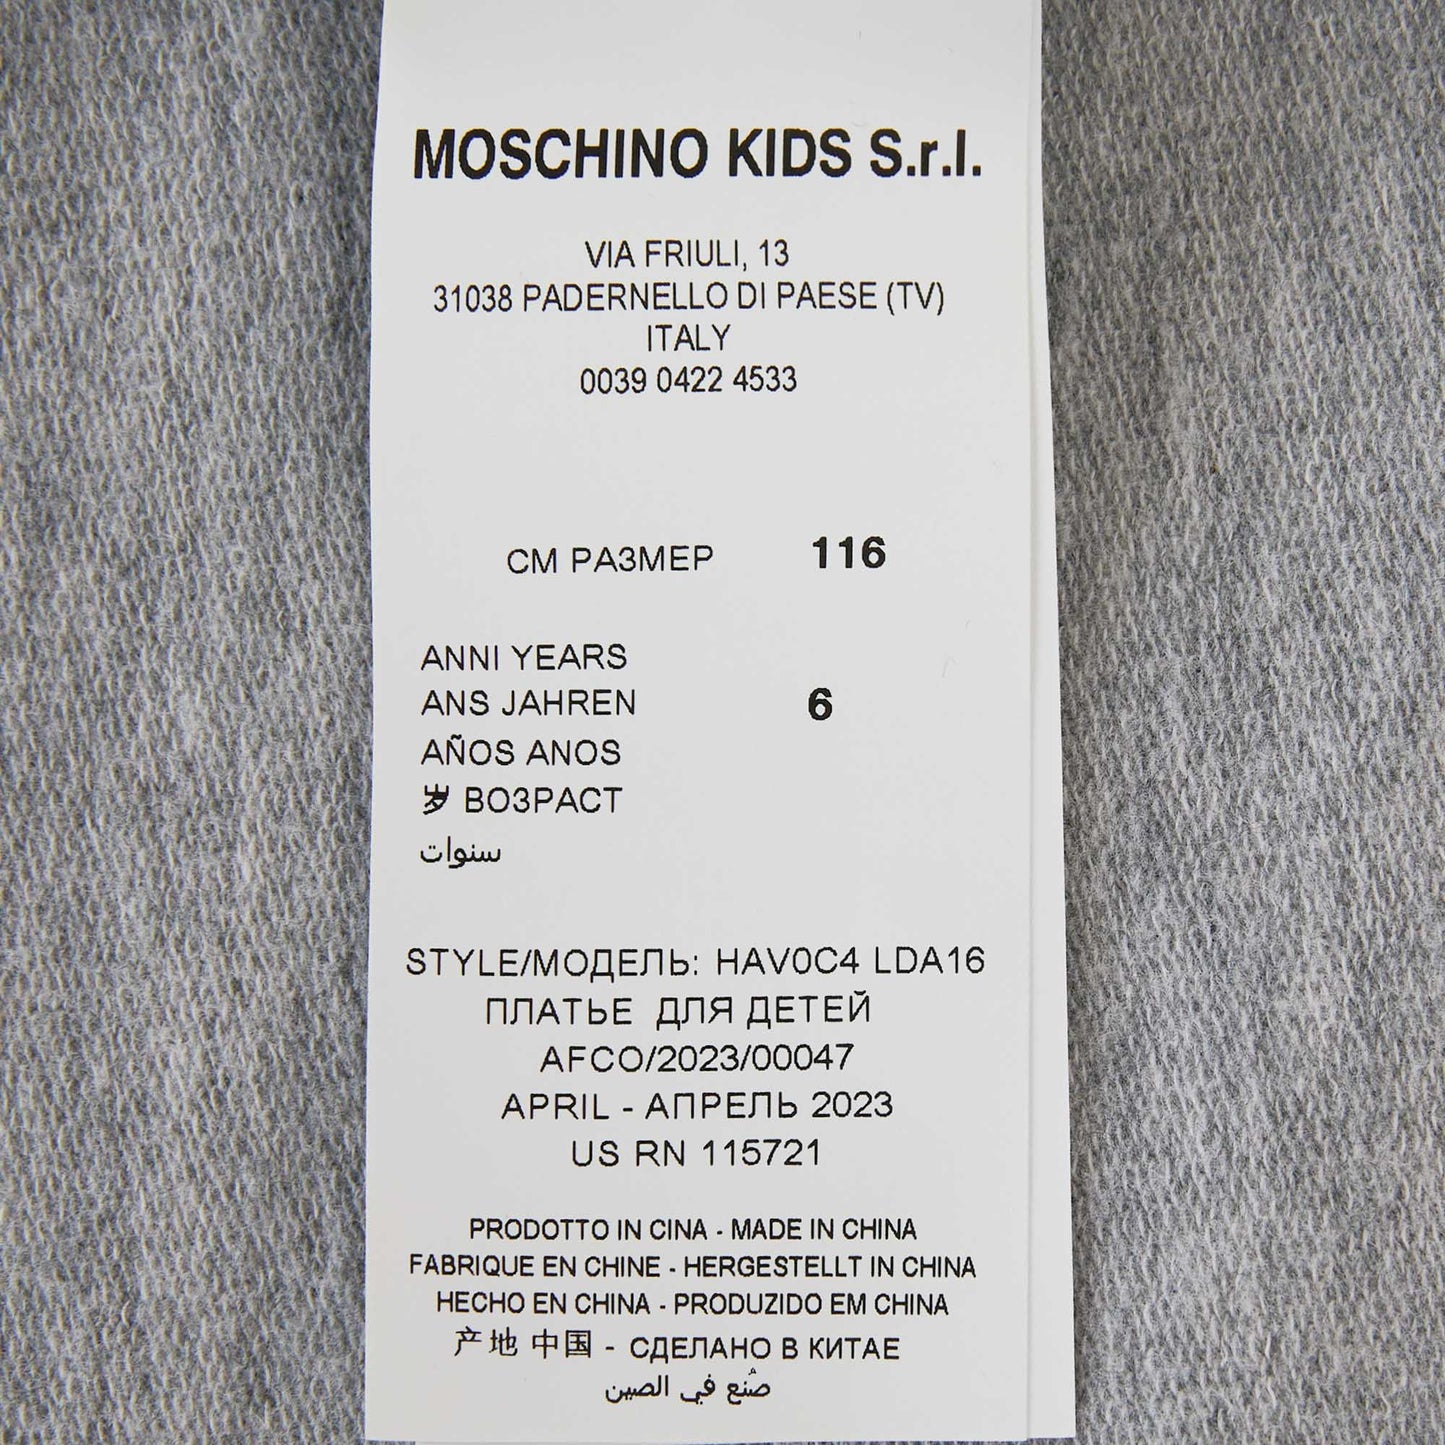 MOSCHINO KIDS S.r.l.
VIA FRIULI, 13
31038 PADERNELLO DI PAESE (TV)
ITALY
0039 0422 4533
СМ РАЗМЕР 116
ANNI YEARS
ANS JAHREN 6
AÑOS ANOS
岁 ВОЗРАСТ
سنوات
STYLE/МОДЕЛЬ: HAV0C4 LDA16
ПЛАТЬЕ ДЛЯ ДЕТЕЙ
AFCO/2023/00047
APRIL - АПРЕЛЬ 2023
US RN 115721
PRODOTTO IN CINA - MADE IN CHINA
FABRIQUE EN CHINE - HERGESTELLT IN CHINA
HECHO EN CHINA - PRODUZIDO EM CHINA
产地 中国 - СДЕЛАНО В КИТАЕ
صُنع في الصين